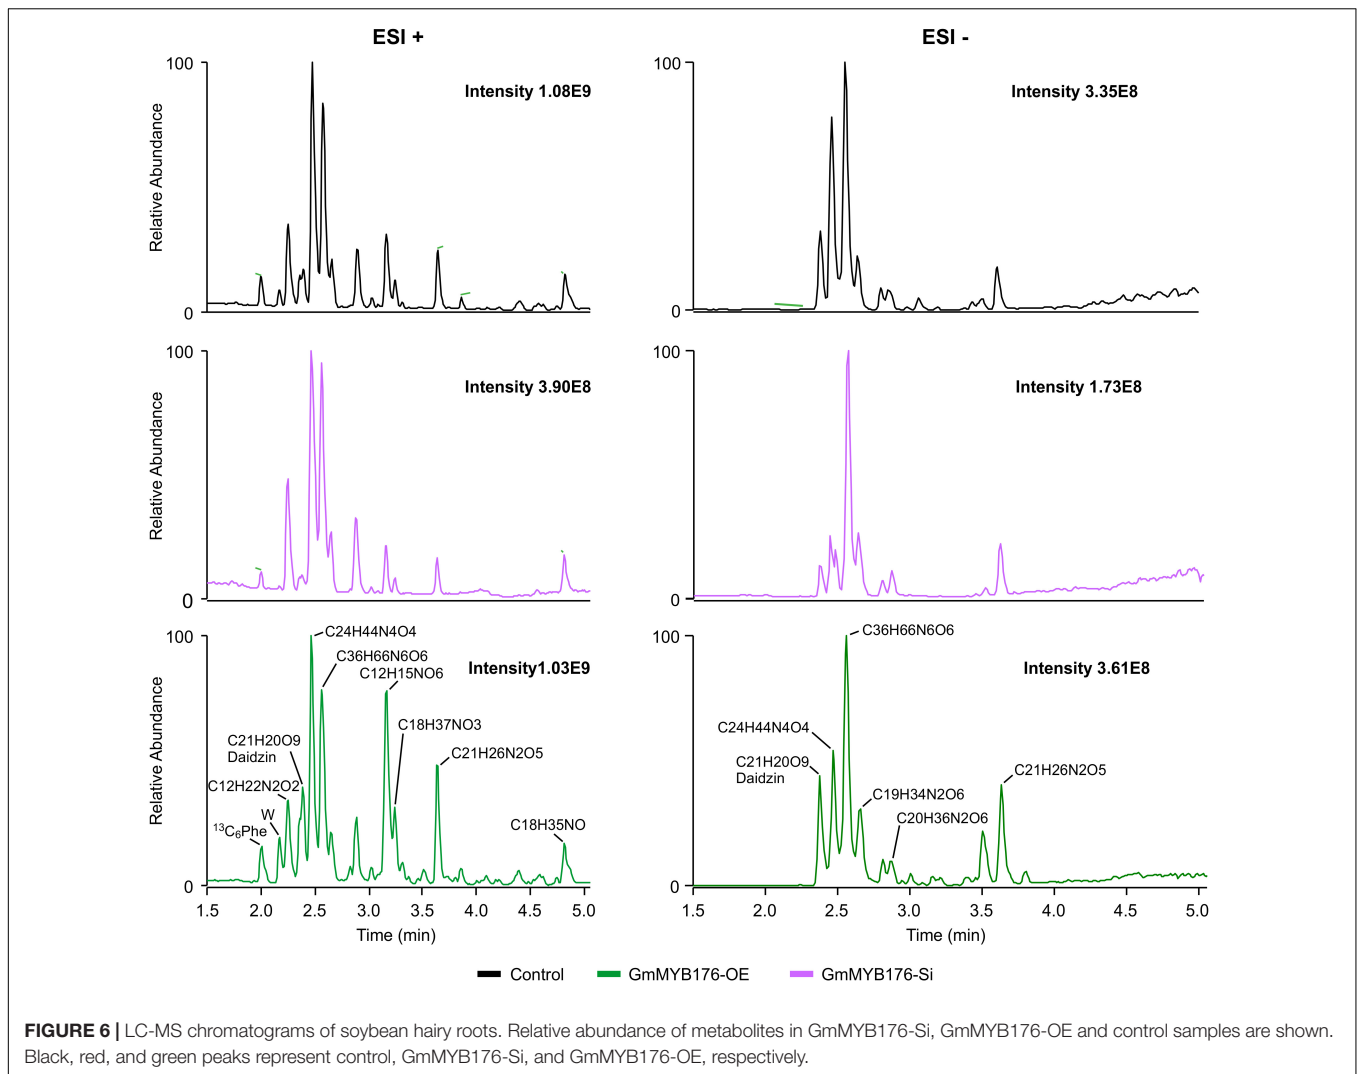 ESI +
ESI -
100
Intensity 1.08E9
Relative Abundance
0
100
Intensity 3.35E8
0
100
Intensity 3.90E8
Relative Abundance
0
100
Intensity 1.73E8
0
100
C24H44N4O4
C36H66N6O6
Intensity1.03E9
C12H15NO6
C18H37NO3
C21H20O9
Daidzin
C21H26N2O5
C12H22N2O2
W
13C6Phe
C18H35NO
Relative Abundance
0
1.5 2.0 2.5 3.0 3.5 4.0 4.5 5.0
Time (min)
100
C36H66N6O6
Intensity 3.61E8
C24H44N4O4
C21H20O9
Daidzin
C21H26N2O5
C19H34N2O6
C20H36N2O6
0
1.5 2.0 2.5 3.0 3.5 4.0 4.5 5.0
Time (min)
Control GmMYB176-OE GmMYB176-Si
FIGURE 6 | LC-MS chromatograms of soybean hairy roots. Relative abundance of metabolites in GmMYB176-Si, GmMYB176-OE and control samples are shown.
Black, red, and green peaks represent control, GmMYB176-Si, and GmMYB176-OE, respectively.